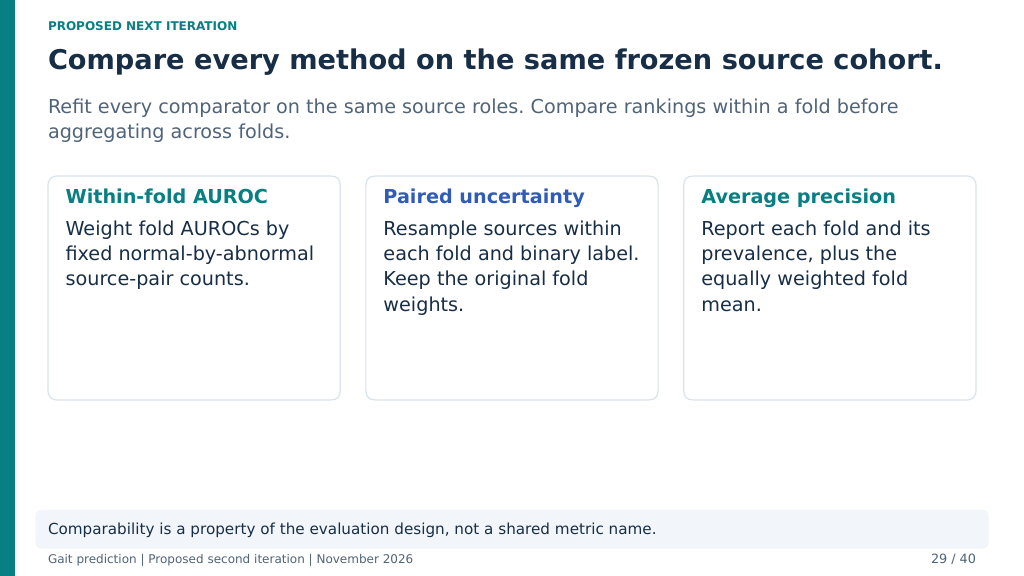 PROPOSED NEXT ITERATION
Compare every method on the same frozen source cohort.
Refit every comparator on the same source roles. Compare rankings within a fold before
aggregating across folds.
Within-fold AUROC
Weight fold AUROCs by
fixed normal-by-abnormal
source-pair counts.
Paired uncertainty
Resample sources within
each fold and binary label.
Keep the original fold
weights.
Average precision
Report each fold and its
prevalence, plus the
equally weighted fold
mean.
Comparability is a property of the evaluation design, not a shared metric name.
Gait prediction | Proposed second iteration | November 2026
29 / 40